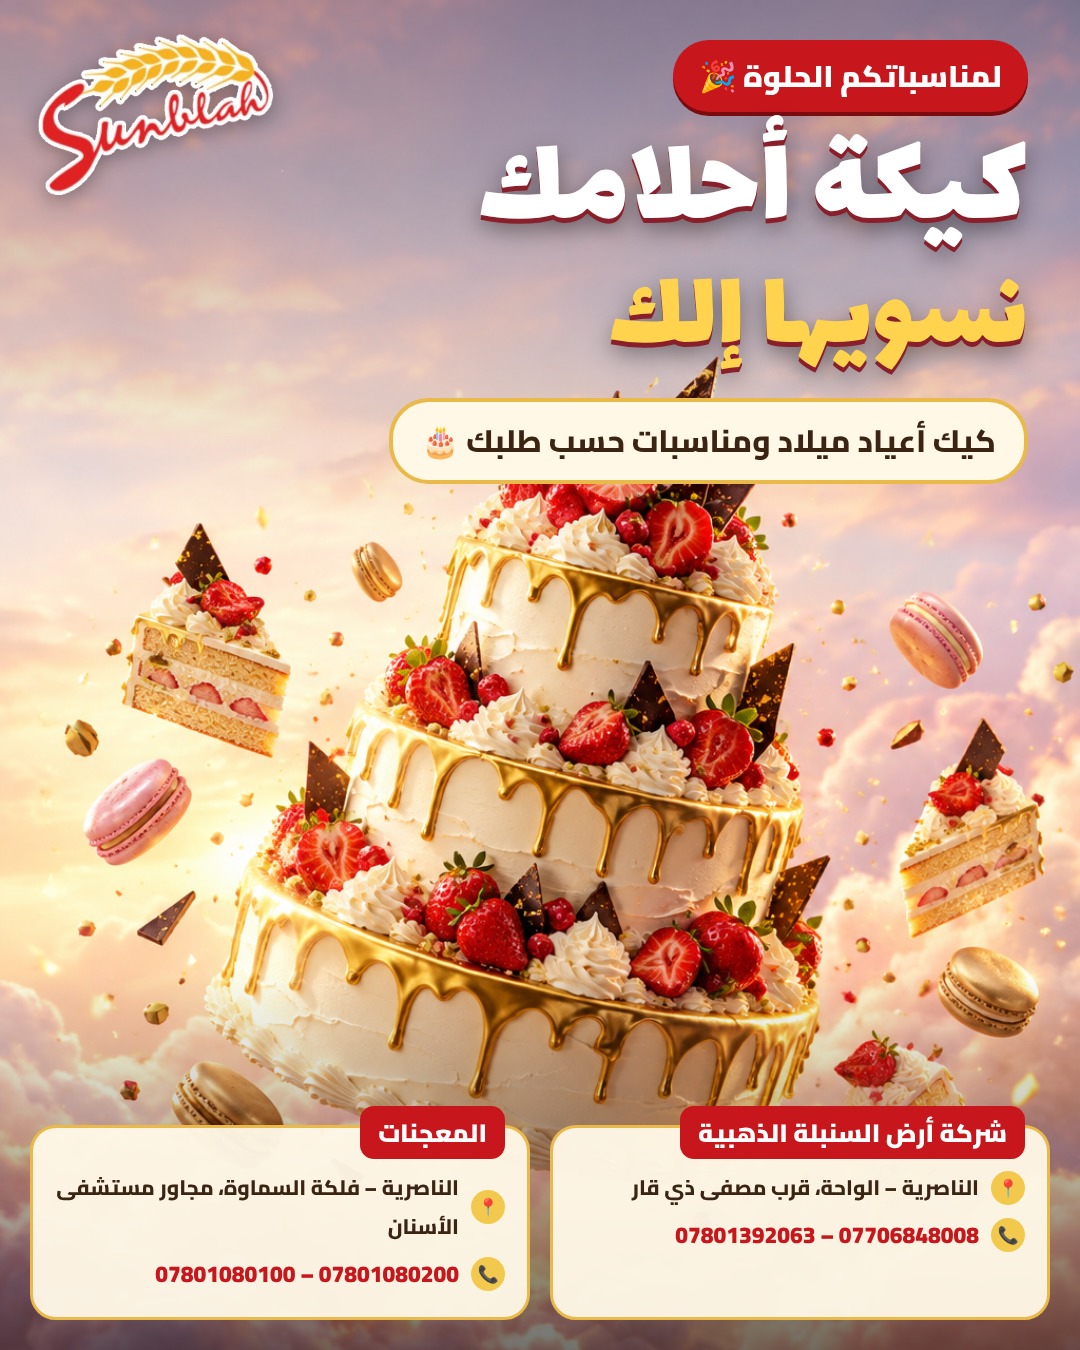 Sunblah
لمناسباتكم الحلوة 🎉
كيكة أحلامك
نسويها إلك
كيك أعياد ميلاد ومناسبات حسب طلبك 🎂
شركة أرض السنبلة الذهبية
الناصرية – الواحة، قرب مصفى ذي قار
07706848008 – 07801392063
المعجنات
الناصرية – فلكة السماوة، مجاور مستشفى
الأسنان
07801080200 – 07801080100